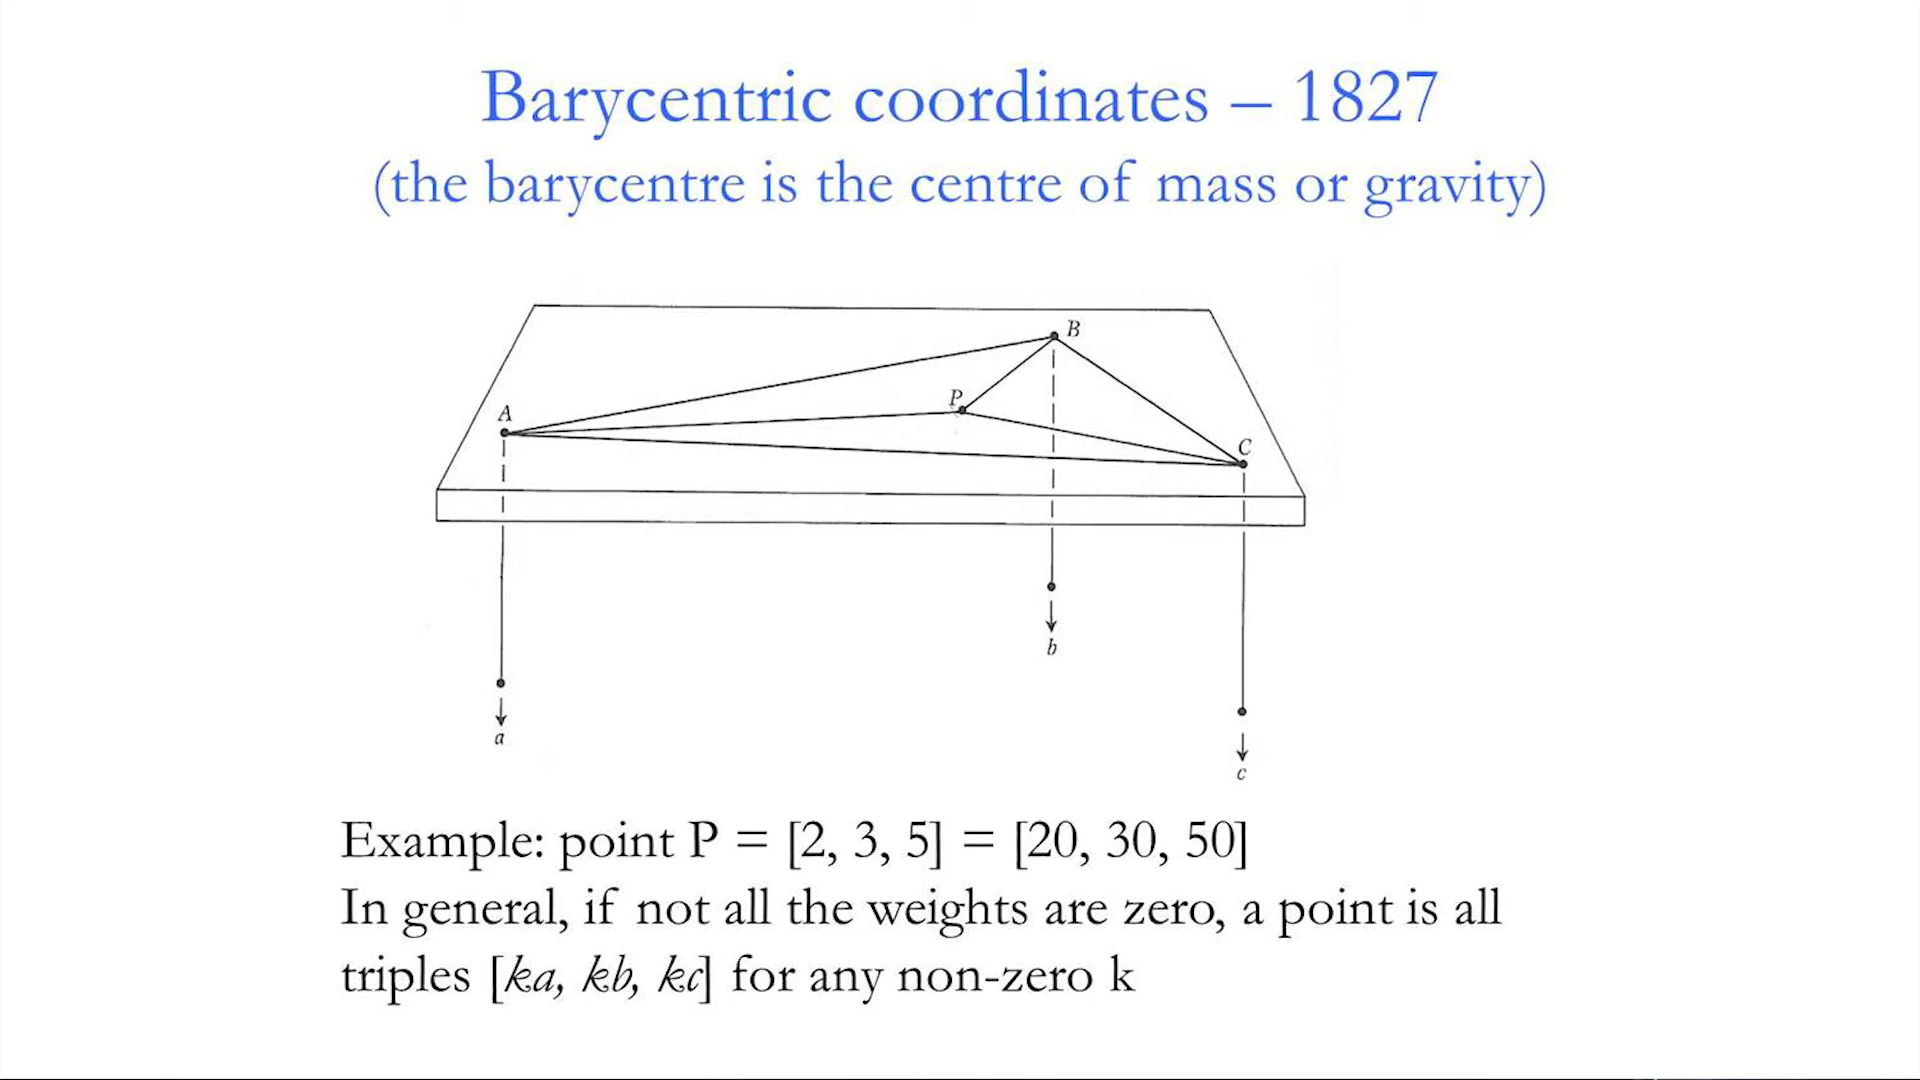 Barycentric coordinates – 1827
(the barycentre is the centre of mass or gravity)
B
P
A
C
b
a
c
Example: point P = [2, 3, 5] = [20, 30, 50]
In general, if not all the weights are zero, a point is all
triples [ka, kb, kc] for any non-zero k